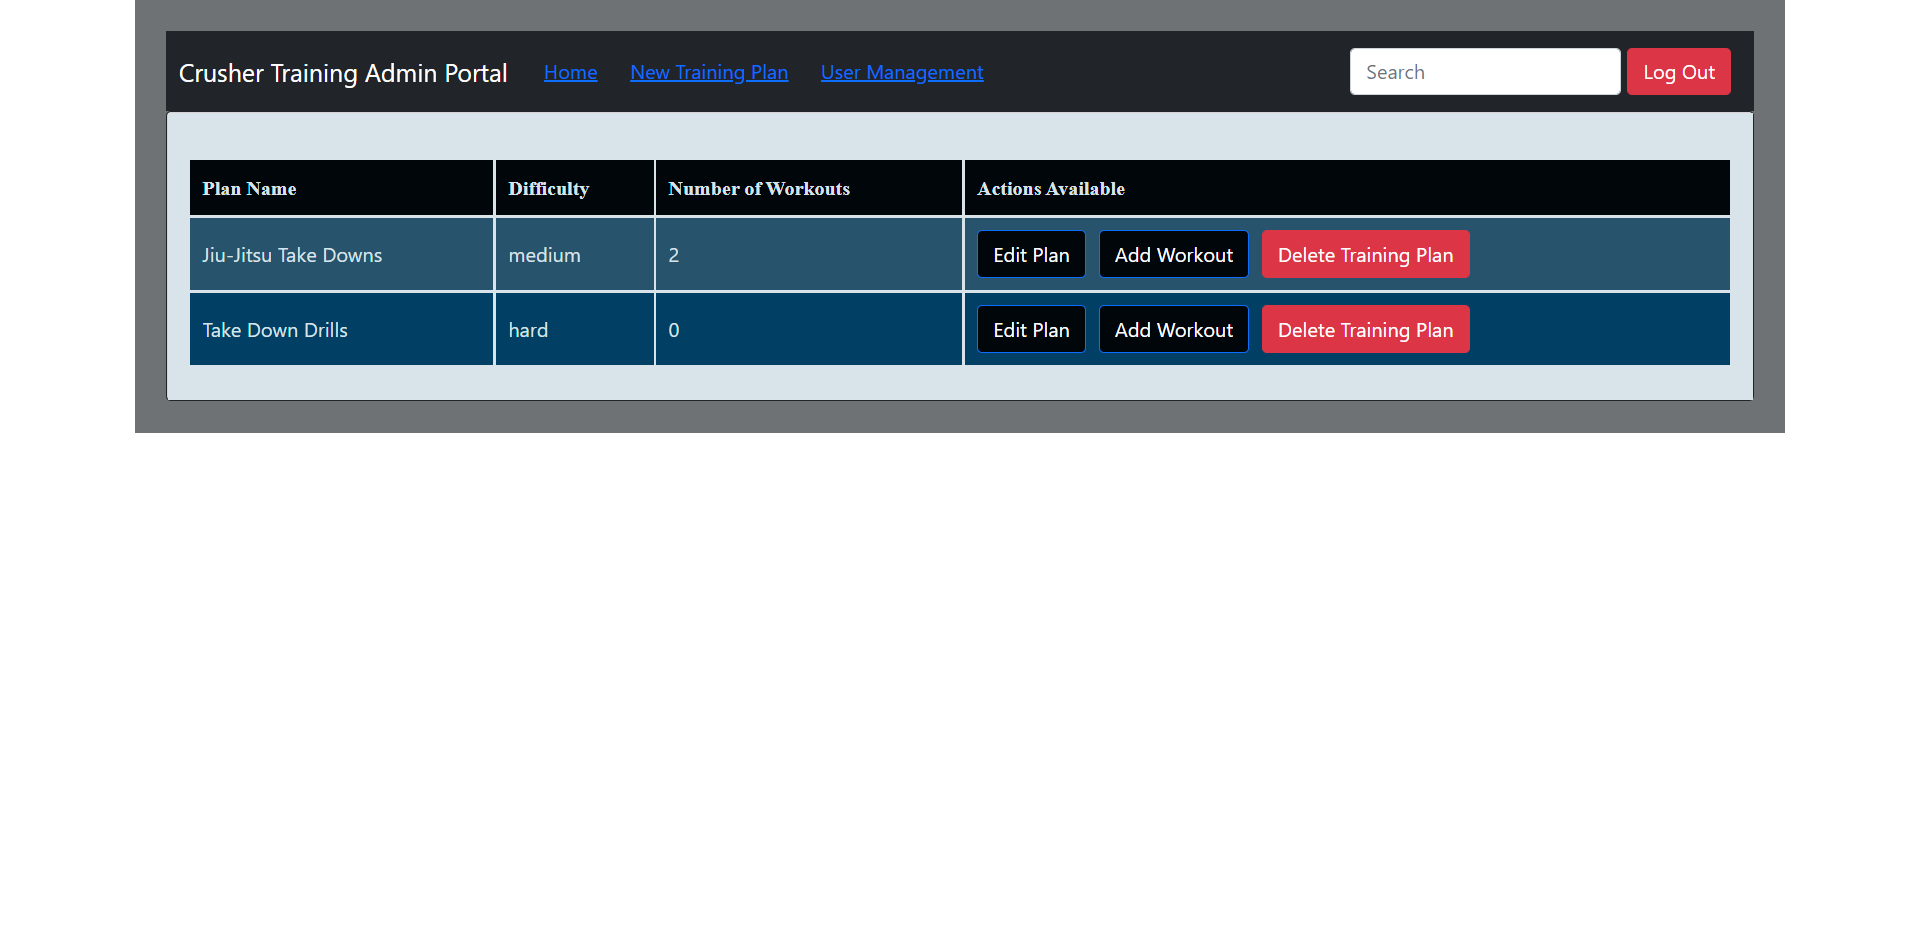 Crusher Training Admin Portal Home New Training Plan User Management Search Log Out
Plan Name Difficulty Number of Workouts Actions Available
Jiu-Jitsu Take Downs medium 2 Edit Plan Add Workout Delete Training Plan
Take Down Drills hard 0 Edit Plan Add Workout Delete Training Plan